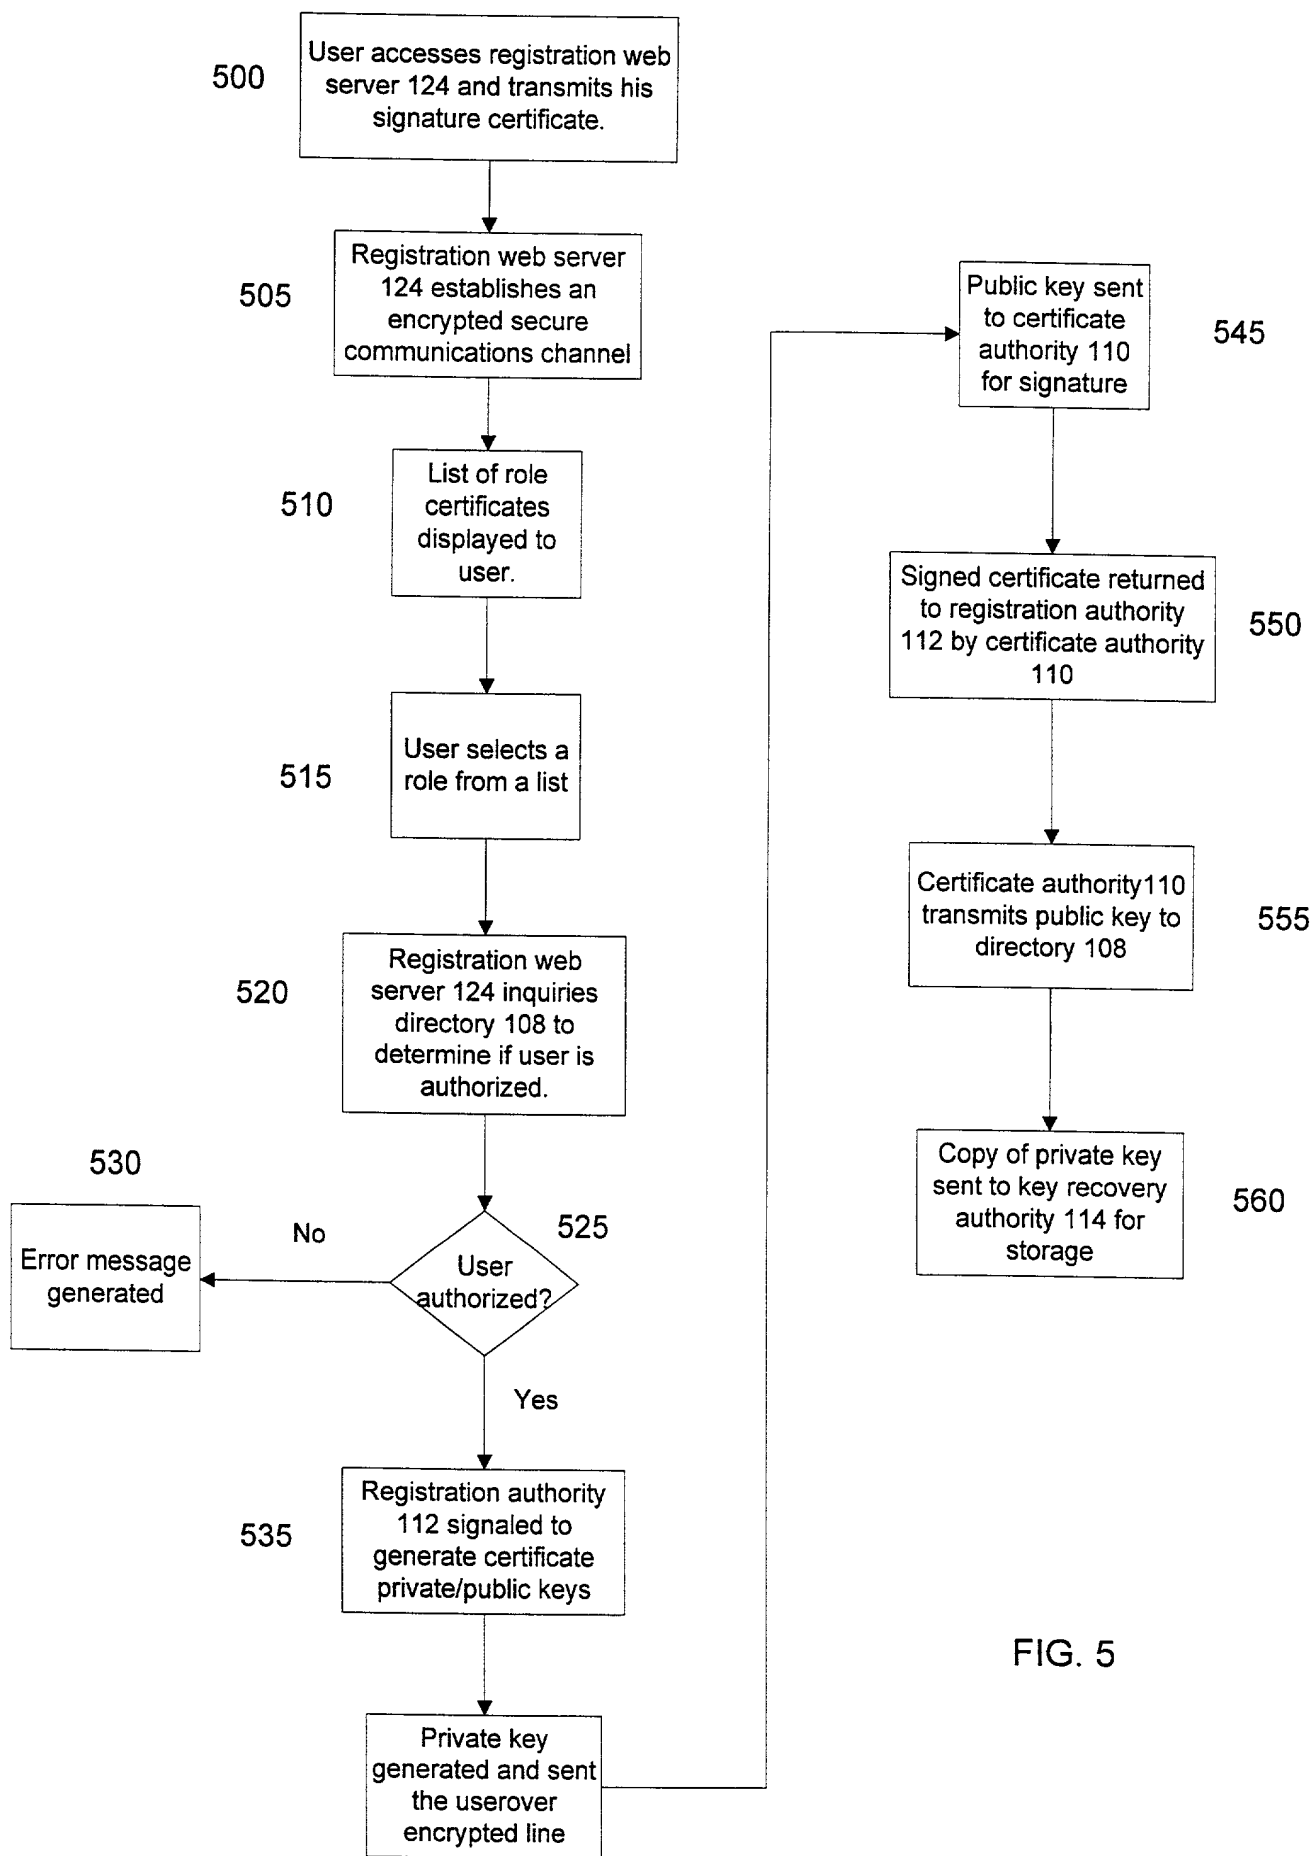 500
User accesses registration web
server 124 and transmits his
signature certificate.
505
Registration web server
124 establishes an
encrypted secure
communications channel
510
List of role
certificates
displayed to
user.
515
User selects a
role from a list
520
Registration web
server 124 inquiries
directory 108 to
determine if user is
authorized.
525
User
authorized?
No
530
Error message
generated
Yes
535
Registration authority
112 signaled to
generate certificate
private/public keys
Private key
generated and sent
the userover
encrypted line
Public key sent
to certificate
authority 110
for signature
545
Signed certificate returned
to registration authority
112 by certificate authority
110
550
Certificate authority110
transmits public key to
directory 108
555
Copy of private key
sent to key recovery
authority 114 for
storage
560
FIG. 5